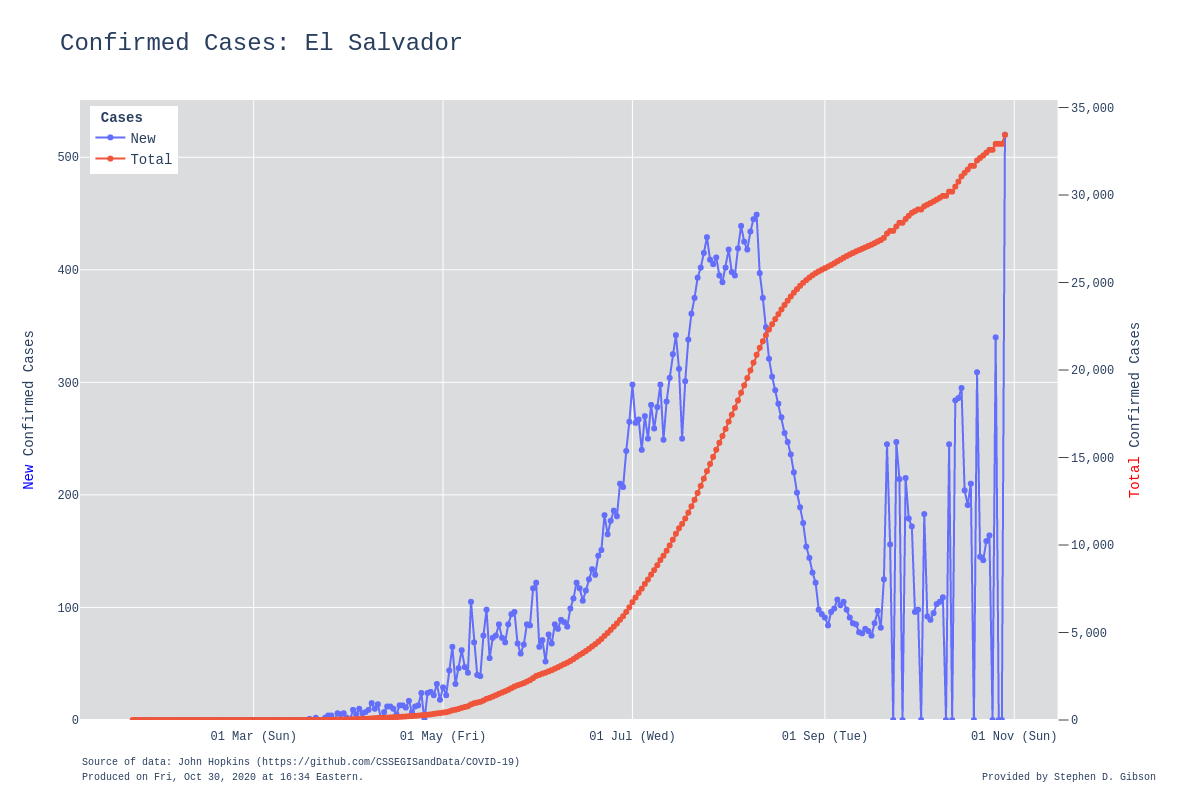 Confirmed Cases: El Salvador
Cases
New
Total
500
400
300
200
100
0
New Confirmed Cases
35,000
30,000
25,000
20,000
15,000
10,000
5,000
0
Total Confirmed Cases
01 Mar (Sun)
01 May (Fri)
01 Jul (Wed)
01 Sep (Tue)
01 Nov (Sun)
Source of data: John Hopkins (https://github.com/CSSEGISandData/COVID-19)
Produced on Fri, Oct 30, 2020 at 16:34 Eastern.
Provided by Stephen D. Gibson